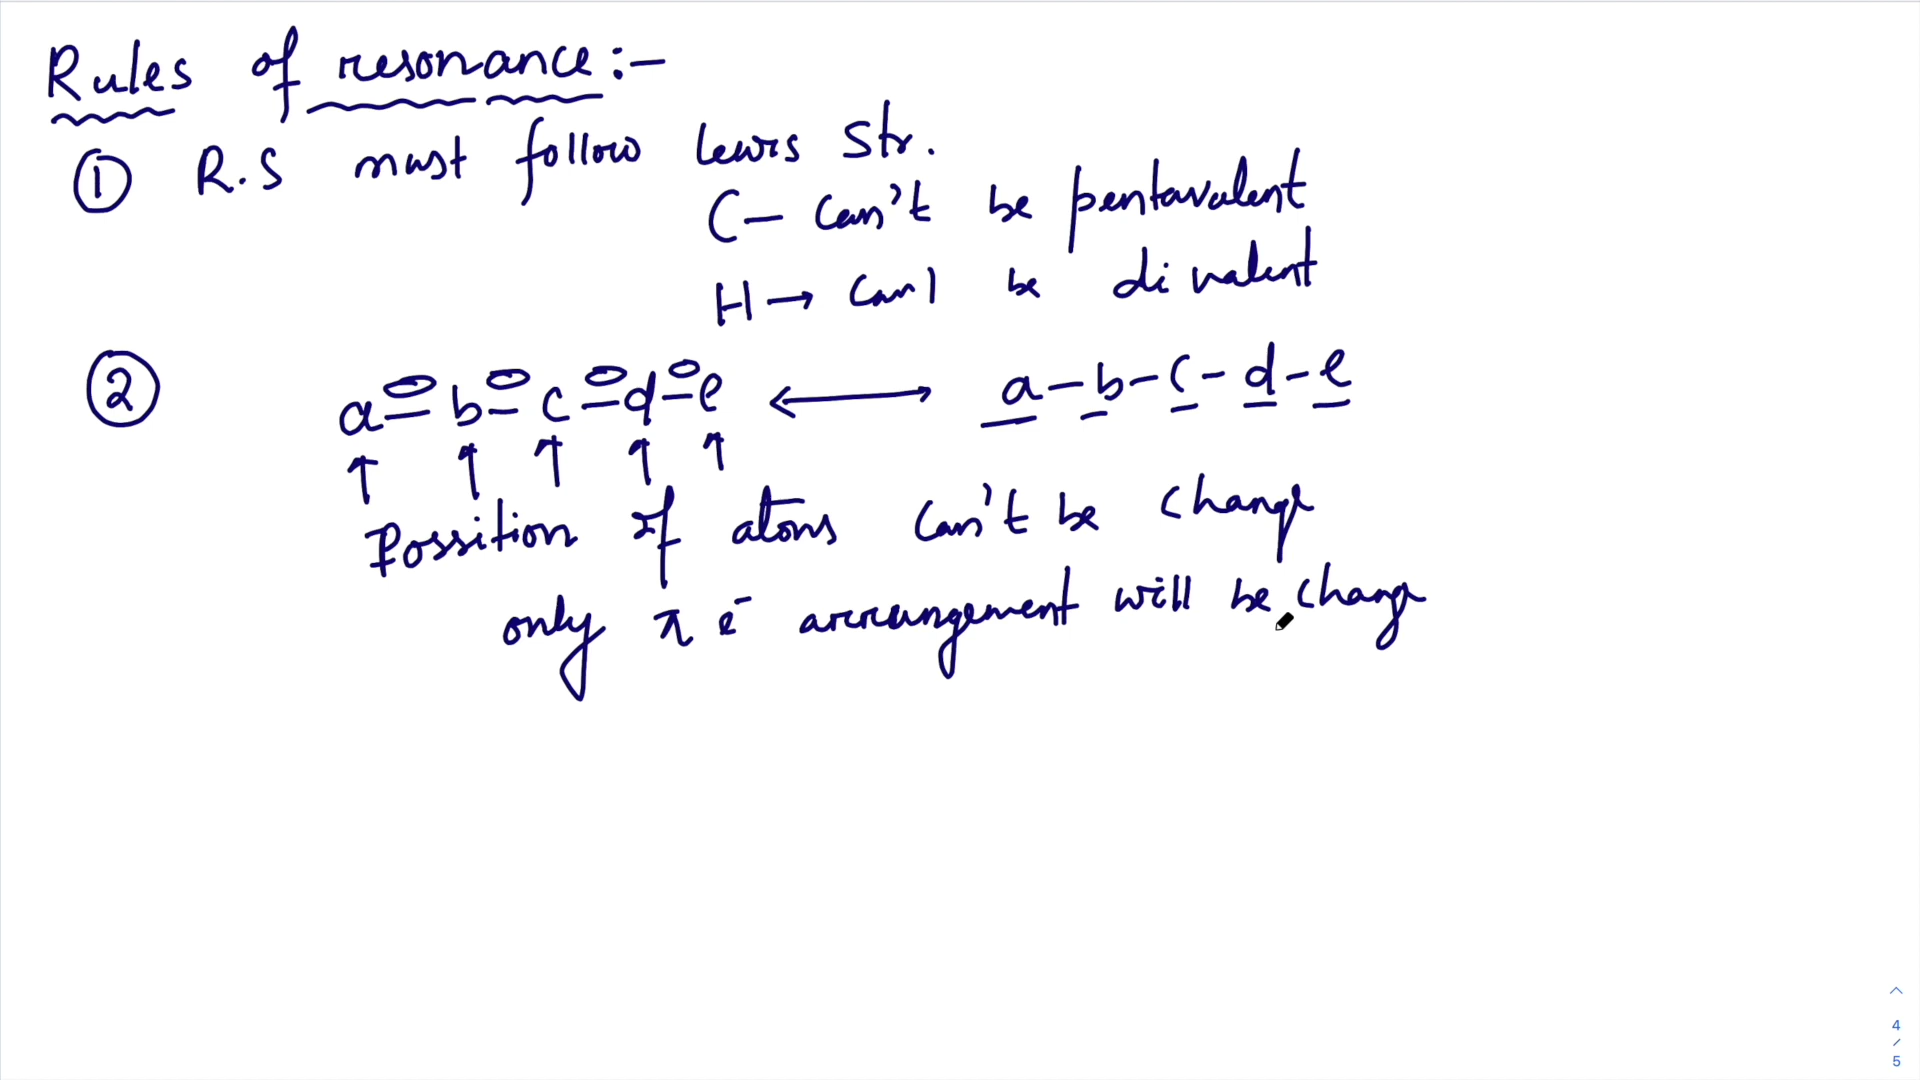 Rules of resonance:-
① R.S must follow lewis str.
C - can't be pentavalent
H → can't be divalent
② a - b - c - d - e ⟷ a - b - c - d - e
↑ ↑ ↑ ↑ ↑
Possition of atoms can't be change
only π e⁻ arrangement will be change
4
/
5